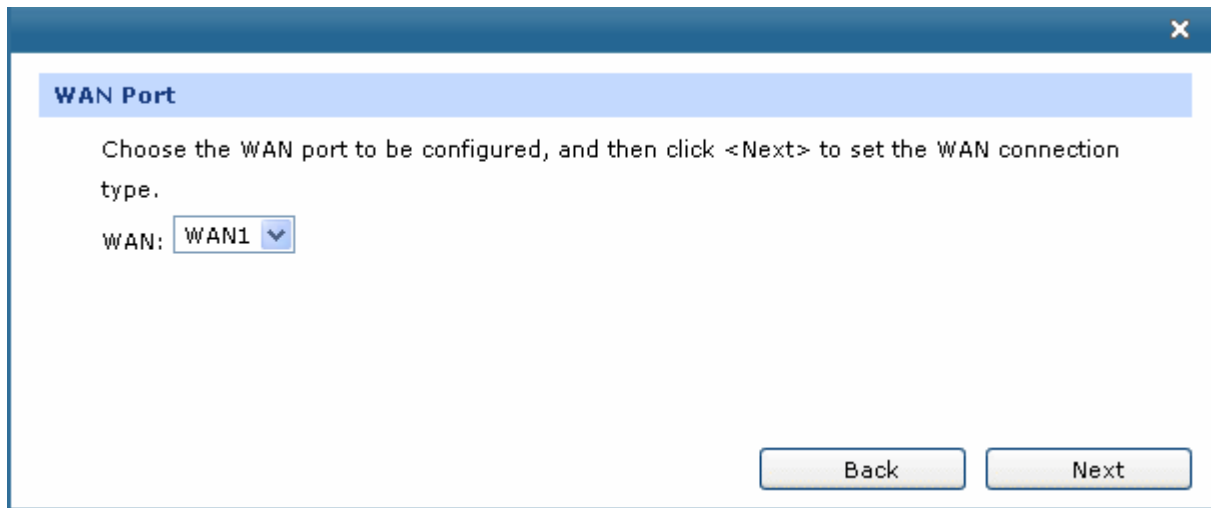 WAN Port
Choose the WAN port to be configured, and then click <Next> to set the WAN connection
type.
WAN: WAN1
Back Next